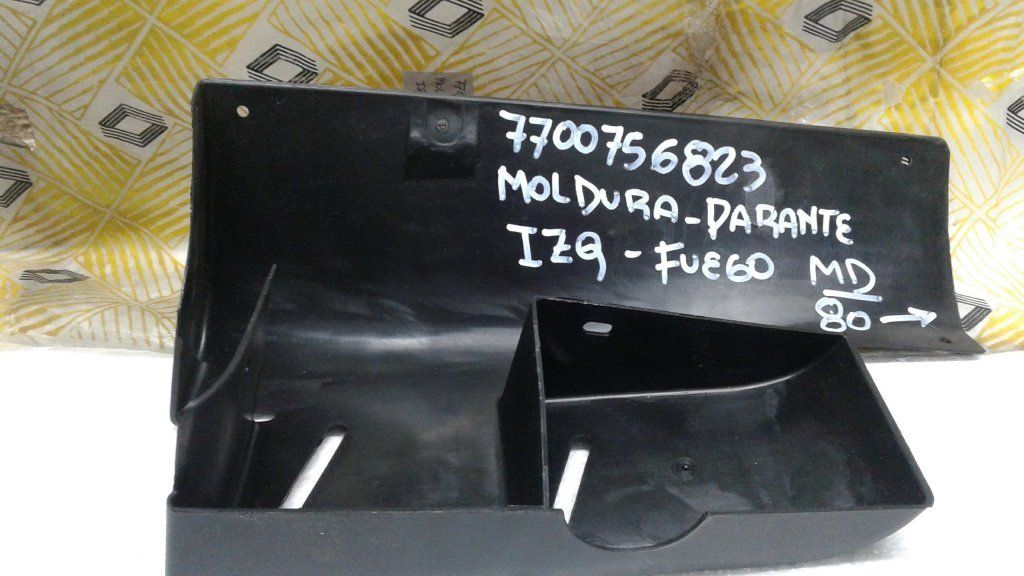 7700756823
MOLDURA-PARANTE
IZQ - FUEGO MD
80 →